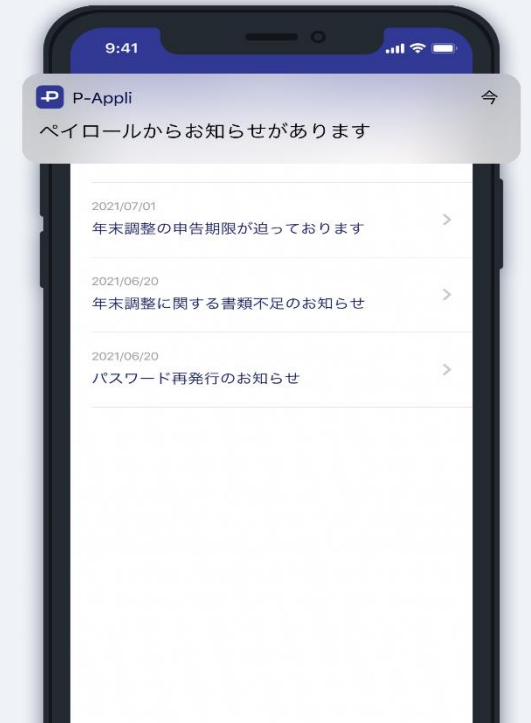 9:41
P-Appli 今
ペイロールからお知らせがあります
2021/07/01
年末調整の申告期限が迫っております
2021/06/20
年末調整に関する書類不足のお知らせ
2021/06/20
パスワード再発行のお知らせ